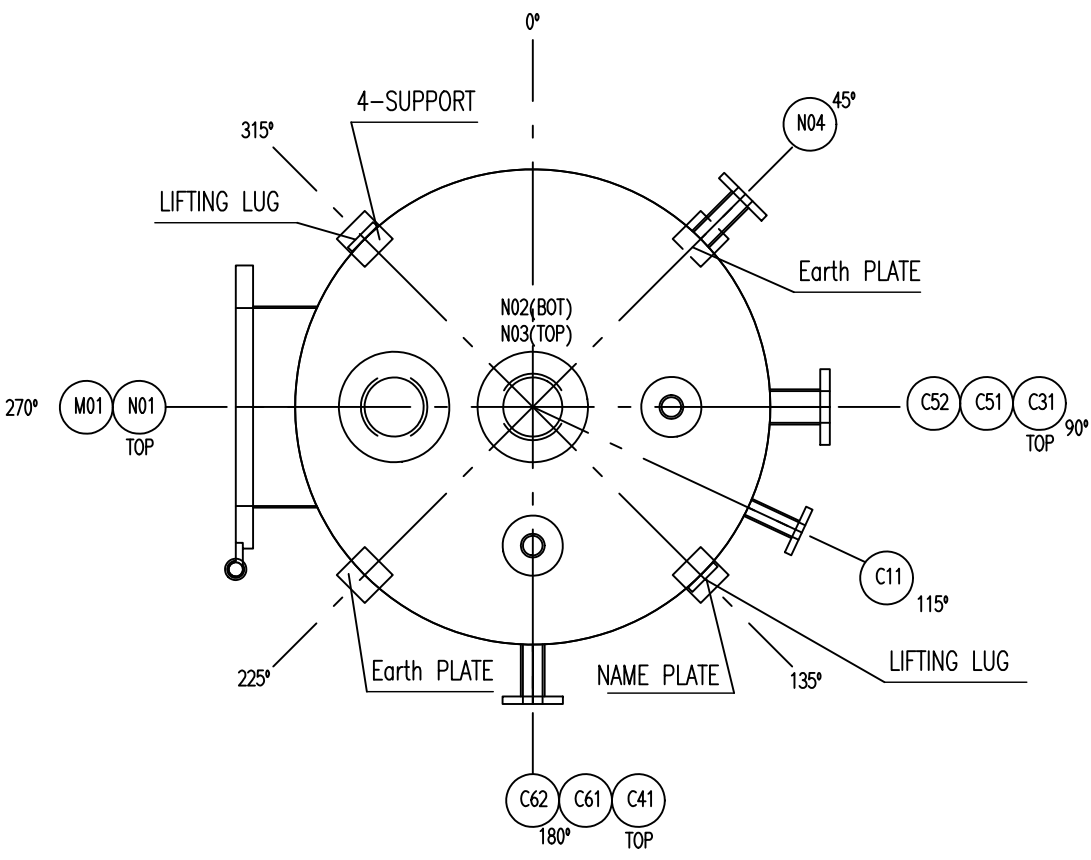 0°
4-SUPPORT
45°
N04
315°
LIFTING LUG
Earth PLATE
N02(BOT)
N03(TOP)
270°
M01
N01
TOP
C52
C51
C31
TOP
90°
C11
115°
225°
Earth PLATE
NAME PLATE
135°
LIFTING LUG
C62
C61
C41
180°
TOP